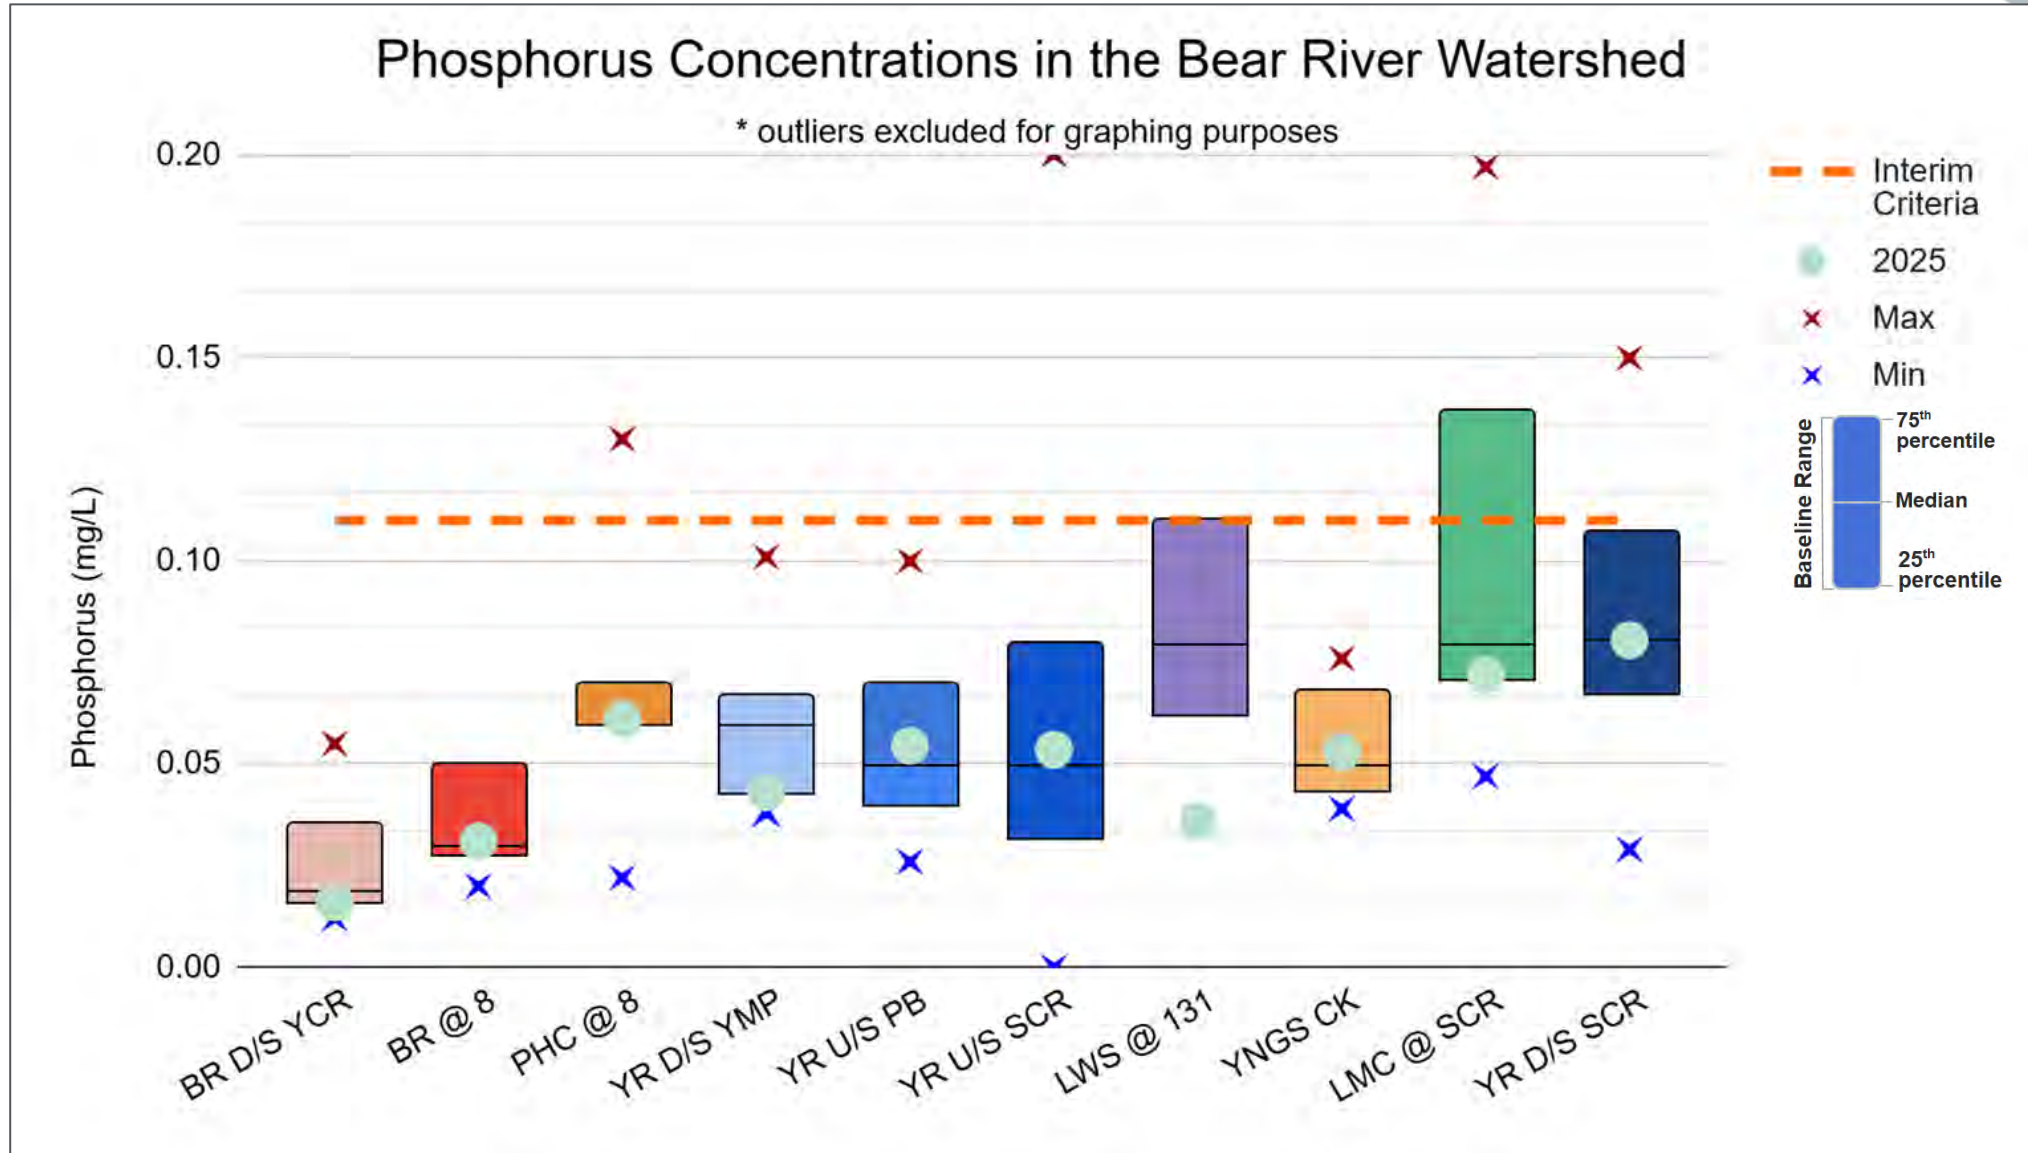 Phosphorus Concentrations in the Bear River Watershed
* outliers excluded for graphing purposes
0.20
0.15
0.10
0.05
0.00
Phosphorus (mg/L)
BR D/S YCR
BR @ 8
PHC @ 8
YR D/S YMP
YR U/S PB
YR U/S SCR
LWS @ 131
YNGS CK
LMC @ SCR
YR D/S SCR
Interim
Criteria
2025
Max
Min
Baseline Range
75th
percentile
Median
25th
percentile